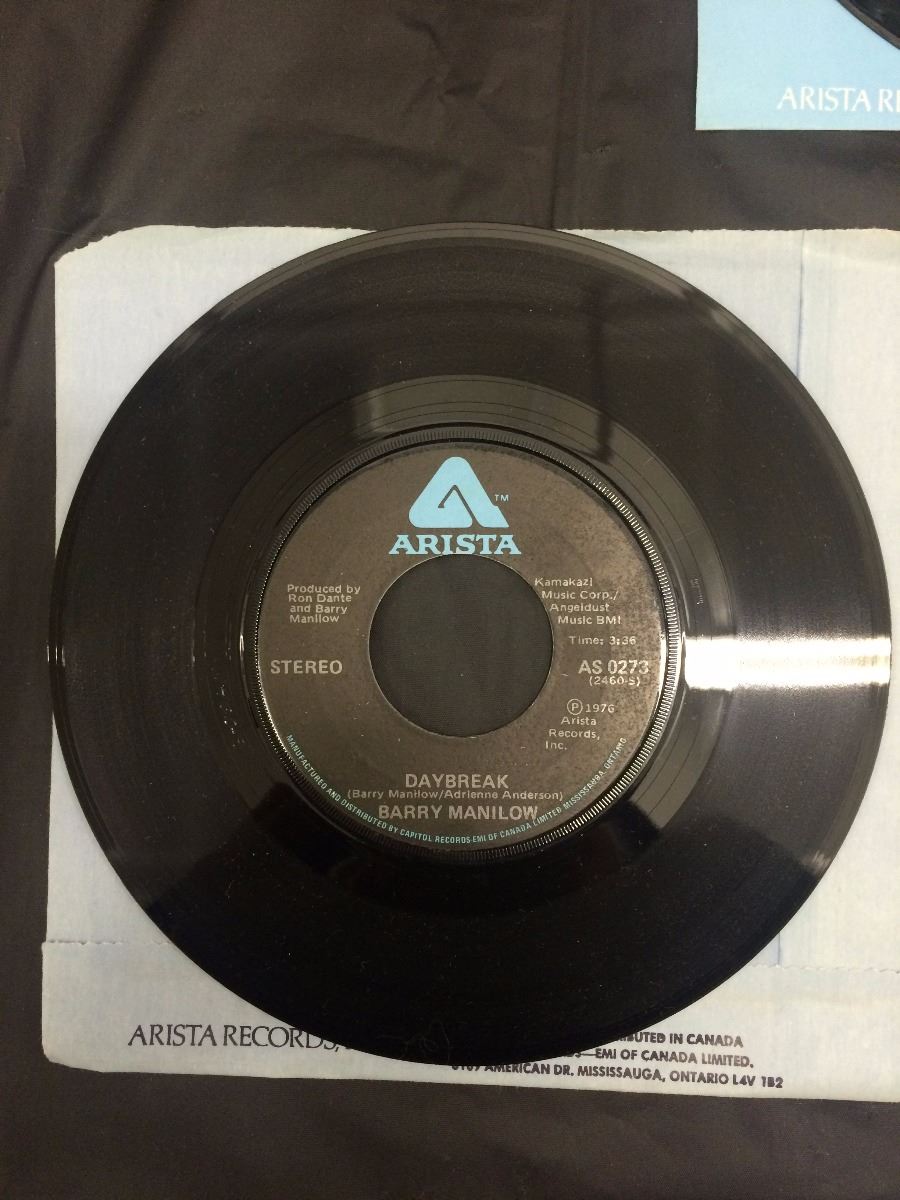 ARISTA
TM
ARISTA
Produced by
Ron Dante
and Barry
Manilow
STEREO
Kamakazi
Music Corp./
Angeldust
Music BMI
Time: 3:36
AS 0273
(2460-S)
Ⓟ 1976
Arista
Records,
Inc.
DAYBREAK
(Barry Manilow/Adrienne Anderson)
BARRY MANILOW
MANUFACTURED AND DISTRIBUTED BY CAPITOL RECORDS-EMI OF CANADA LIMITED MISSISSAUGA, ONTARIO
ARISTA RECORDS,
IN CANADA
EMI OF CANADA LIMITED.
AMERICAN DR. MISSISSAUGA, ONTARIO L4V 1B2